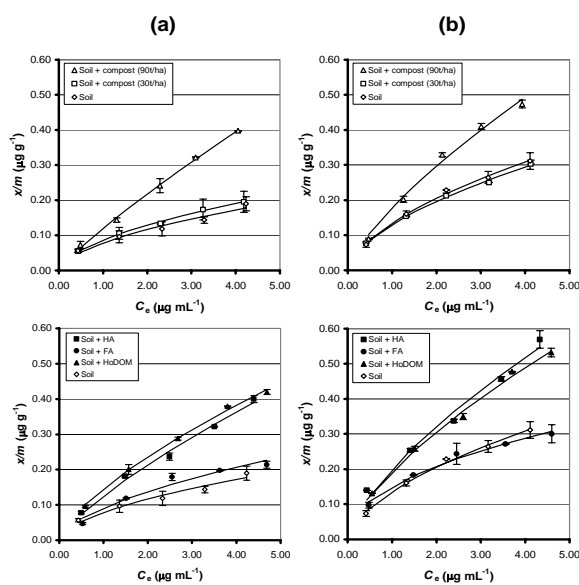 (a)
(b)
0.60
0.50
0.40
0.30
0.20
0.10
0.00
x/m (µg g⁻¹)
Soil + compost (90t/ha)
Soil + compost (30t/ha)
Soil
0.00 1.00 2.00 3.00 4.00 5.00
Ce (µg mL⁻¹)
0.60
0.50
0.40
0.30
0.20
0.10
0.00
x/m (µg g⁻¹)
Soil + compost (90t/ha)
Soil + compost (30t/ha)
Soil
0.00 1.00 2.00 3.00 4.00 5.00
Ce (µg mL⁻¹)
0.60
0.50
0.40
0.30
0.20
0.10
0.00
x/m (µg g⁻¹)
Soil + HA
Soil + FA
Soil + HoDOM
Soil
0.00 1.00 2.00 3.00 4.00 5.00
Ce (µg mL⁻¹)
0.60
0.50
0.40
0.30
0.20
0.10
0.00
x/m (µg g⁻¹)
Soil + HA
Soil + FA
Soil + HoDOM
Soil
0.00 1.00 2.00 3.00 4.00 5.00
Ce (µg mL⁻¹)